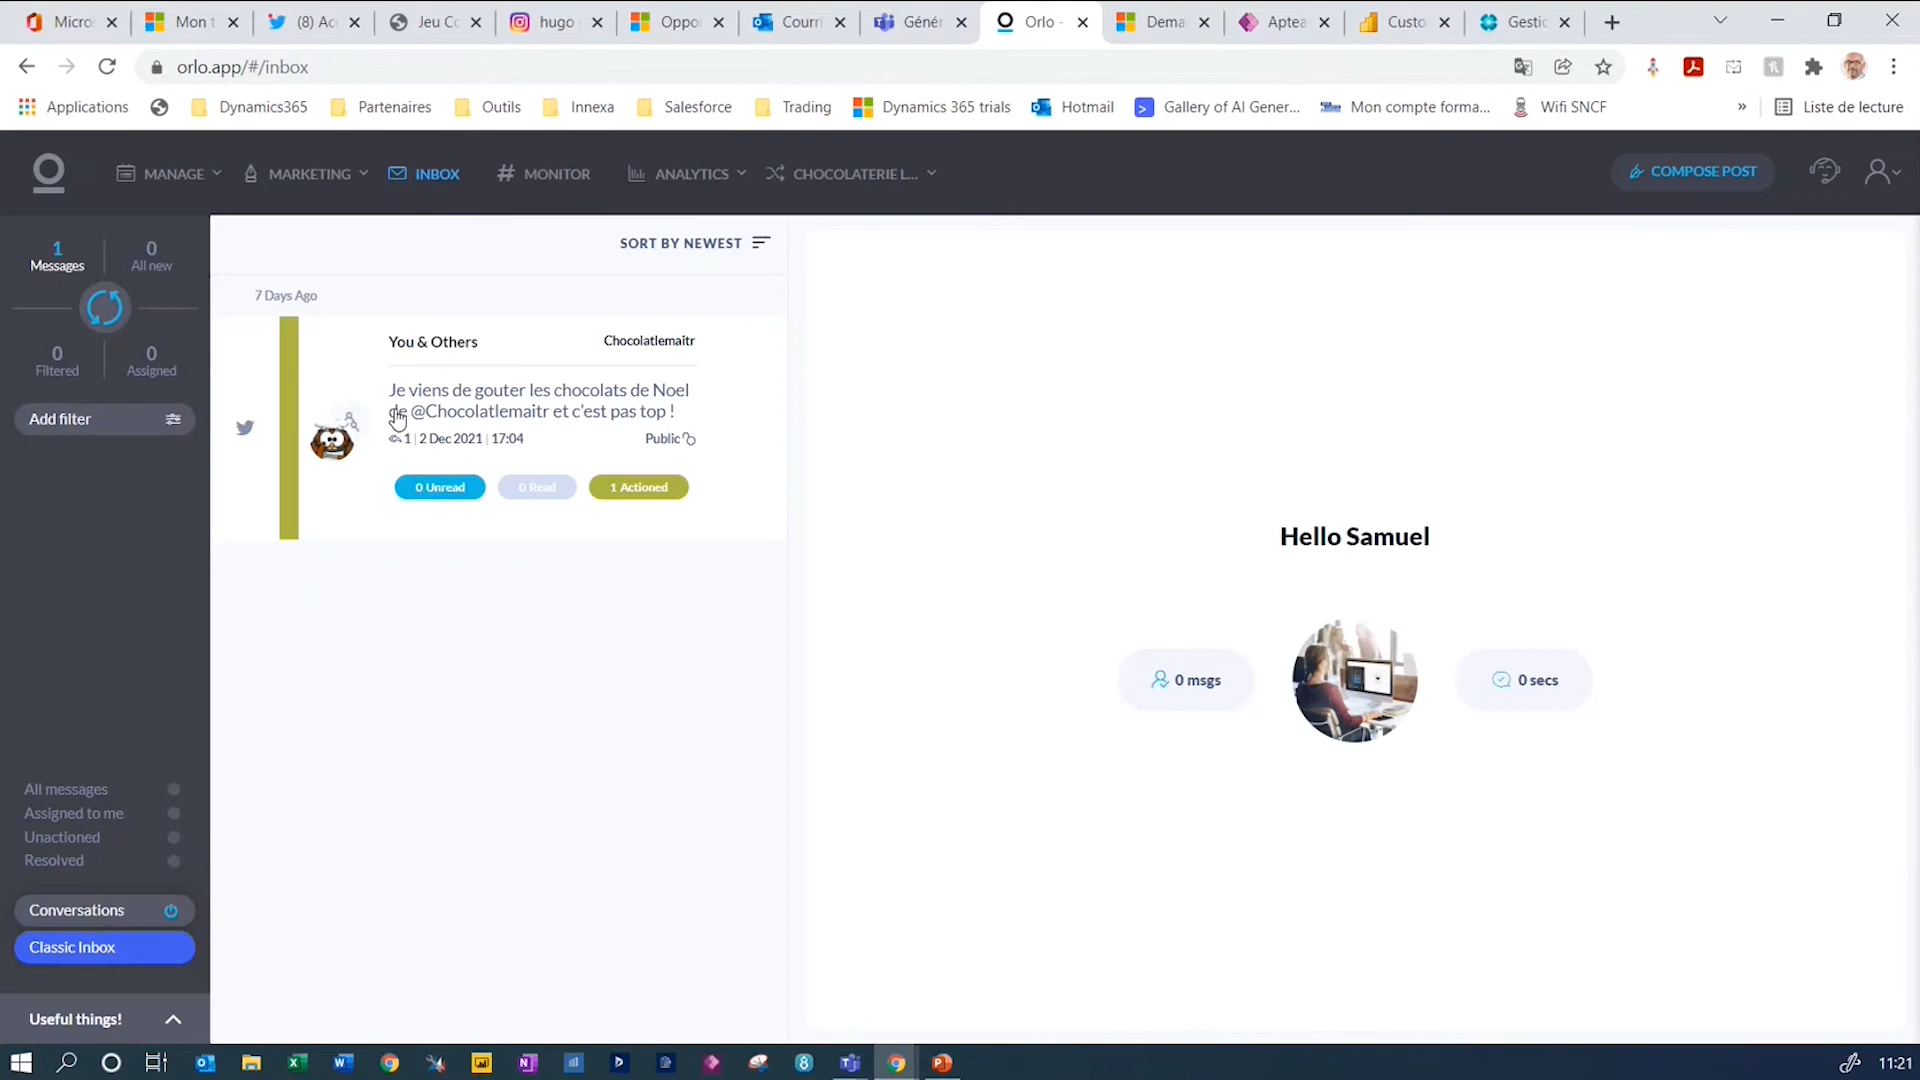 Micros
Mon t
(8) Ac
Jeu Co
hugo
Oppo
Courri
Génér
Orlo -
Dema
Aptea
Custo
Gestic
orlo.app/#/inbox
Applications
Dynamics365
Partenaires
Outils
Innexa
Salesforce
Trading
Dynamics 365 trials
Hotmail
Gallery of AI Gener...
Mon compte forma...
Wifi SNCF
»
Liste de lecture
MANAGE
MARKETING
INBOX
MONITOR
ANALYTICS
CHOCOLATERIE L...
COMPOSE POST
1
Messages
0
All new
0
Filtered
0
Assigned
Add filter
SORT BY NEWEST
7 Days Ago
You & Others
Chocolatlemaitr
Je viens de gouter les chocolats de Noel
de @Chocolatlemaitr et c'est pas top !
1 | 2 Dec 2021 | 17:04
Public
0 Unread
0 Read
1 Actioned
Hello Samuel
0 msgs
0 secs
All messages
Assigned to me
Unactioned
Resolved
Conversations
Classic Inbox
Useful things!
11:21